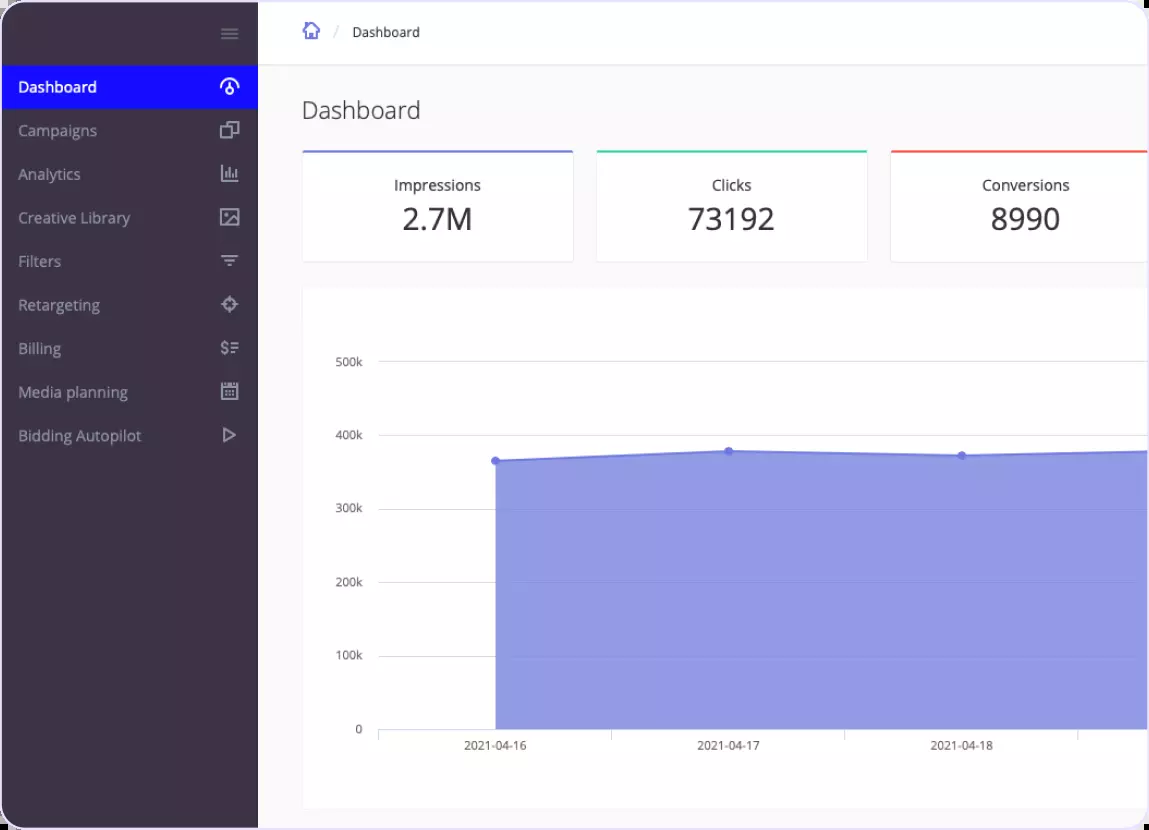 Dashboard
Dashboard
Campaigns
Analytics
Creative Library
Filters
Retargeting
Billing
Media planning
Bidding Autopilot
/ Dashboard
Dashboard
Impressions
2.7M
Clicks
73192
Conversions
8990
500k
400k
300k
200k
100k
0
2021-04-16 2021-04-17 2021-04-18